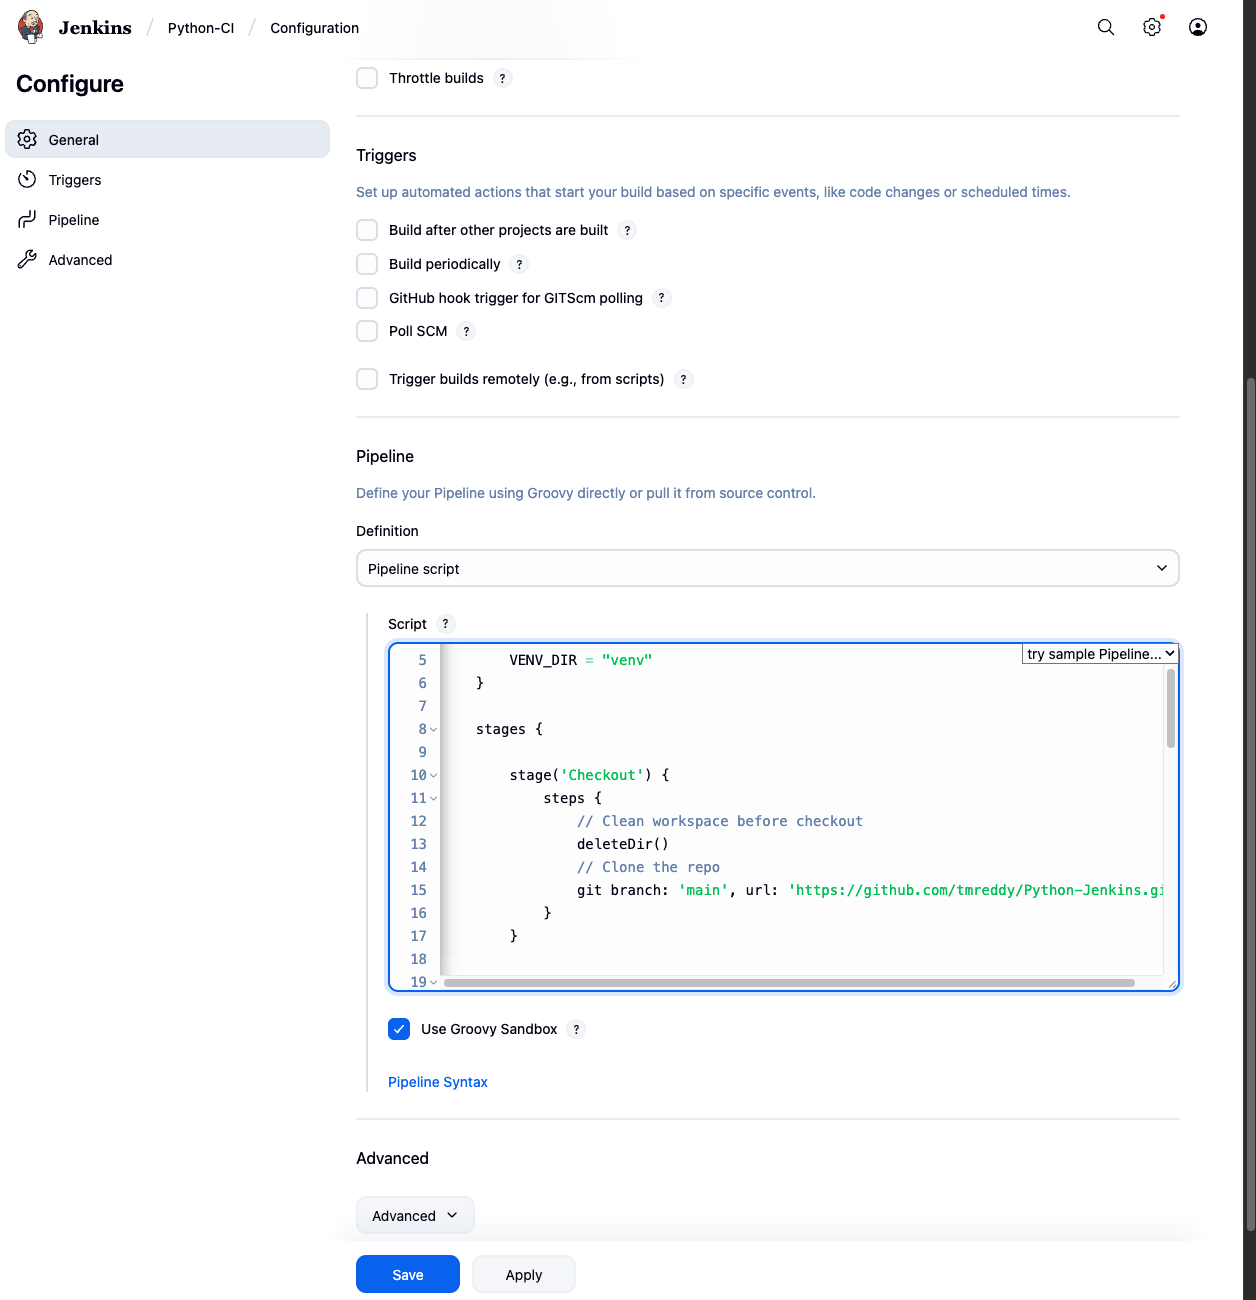 Jenkins / Python-CI / Configuration
Configure
General
Triggers
Pipeline
Advanced
Throttle builds ?
Triggers
Set up automated actions that start your build based on specific events, like code changes or scheduled times.
Build after other projects are built ?
Build periodically ?
GitHub hook trigger for GITScm polling ?
Poll SCM ?
Trigger builds remotely (e.g., from scripts) ?
Pipeline
Define your Pipeline using Groovy directly or pull it from source control.
Definition
Pipeline script
Script ?
try sample Pipeline...
5 VENV_DIR = "venv"
6 }
7
8 stages {
9
10 stage('Checkout') {
11 steps {
12 // Clean workspace before checkout
13 deleteDir()
14 // Clone the repo
15 git branch: 'main', url: 'https://github.com/tmreddy/Python-Jenkins.gi
16 }
17 }
18
19
Use Groovy Sandbox ?
Pipeline Syntax
Advanced
Advanced
Save
Apply